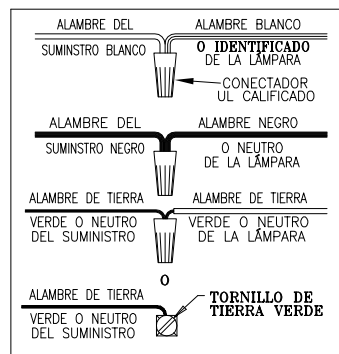 ALAMBRE DEL
SUMINSTRO BLANCO
ALAMBRE BLANCO
O IDENTIFICADO
DE LA LÁMPARA
CONECTADOR
UL CALIFICADO
ALAMBRE DEL
SUMINSTRO NEGRO
ALAMBRE NEGRO
O NEUTRO
DE LA LÁMPARA
ALAMBRE DE TIERRA
VERDE O NEUTRO
DEL SUMINISTRO
ALAMBRE DE TIERRA
VERDE O NEUTRO
DE LA LÁMPARA
O
ALAMBRE DE TIERRA
VERDE O NEUTRO
DEL SUMINISTRO
TORNILLO DE
TIERRA VERDE